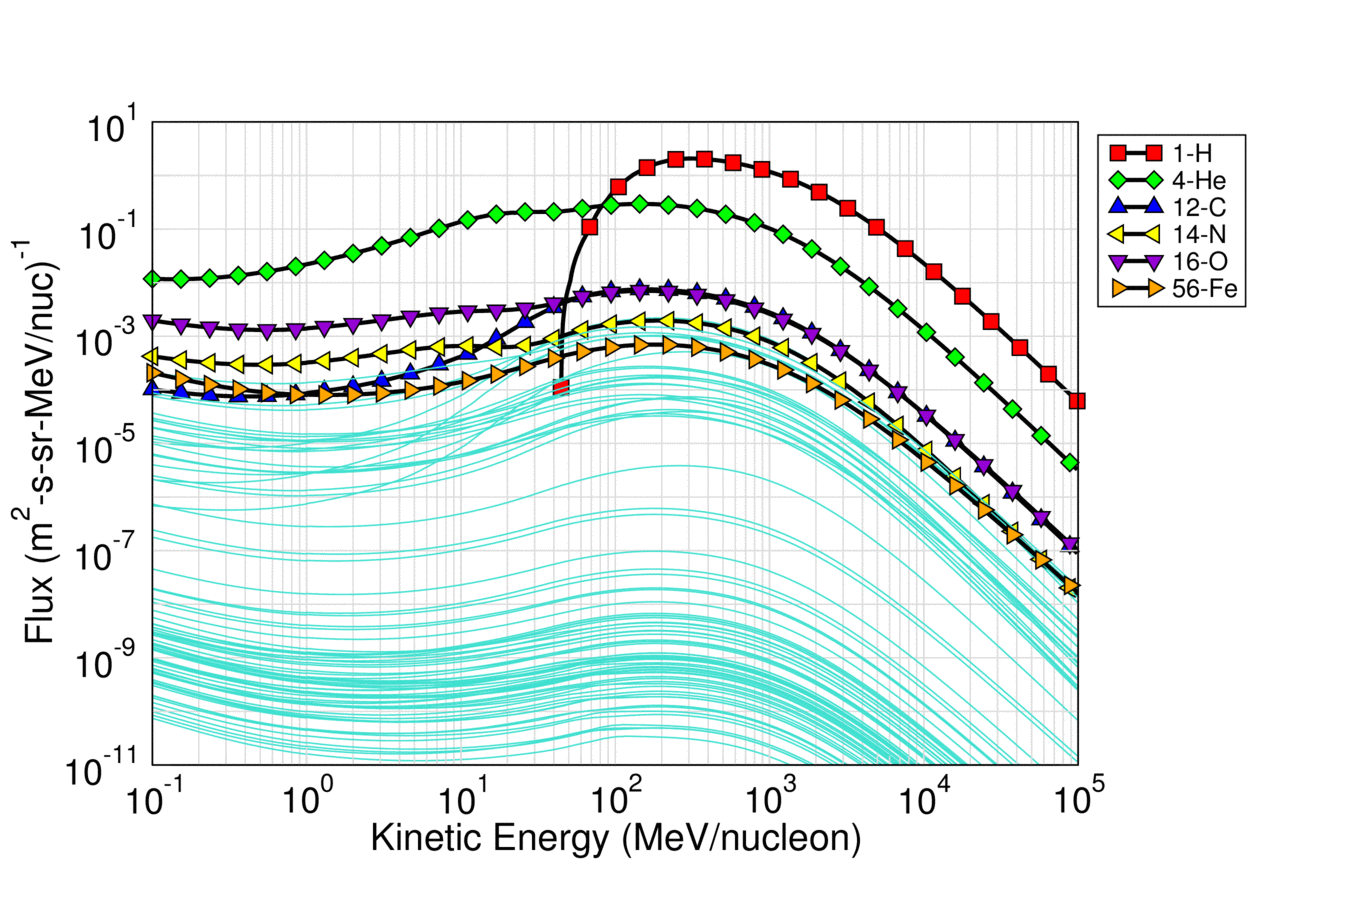 10^1
10^-1
10^-3
10^-5
10^-7
10^-9
10^-11
Flux (m^2-s-sr-MeV/nuc)^-1
10^-1 10^0 10^1 10^2 10^3 10^4 10^5
Kinetic Energy (MeV/nucleon)
1-H
4-He
12-C
14-N
16-O
56-Fe